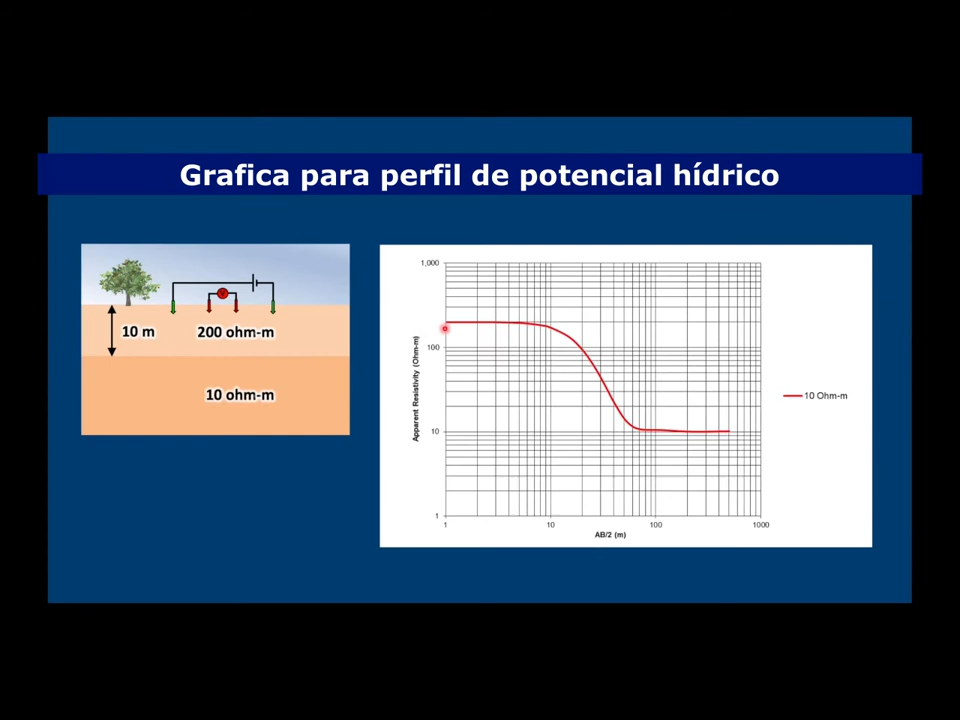 Grafica para perfil de potencial hídrico
10 m
200 ohm-m
10 ohm-m
1,000
100
10
1
Apparent Resistivity (Ohm-m)
1
10
100
1000
AB/2 (m)
10 Ohm-m